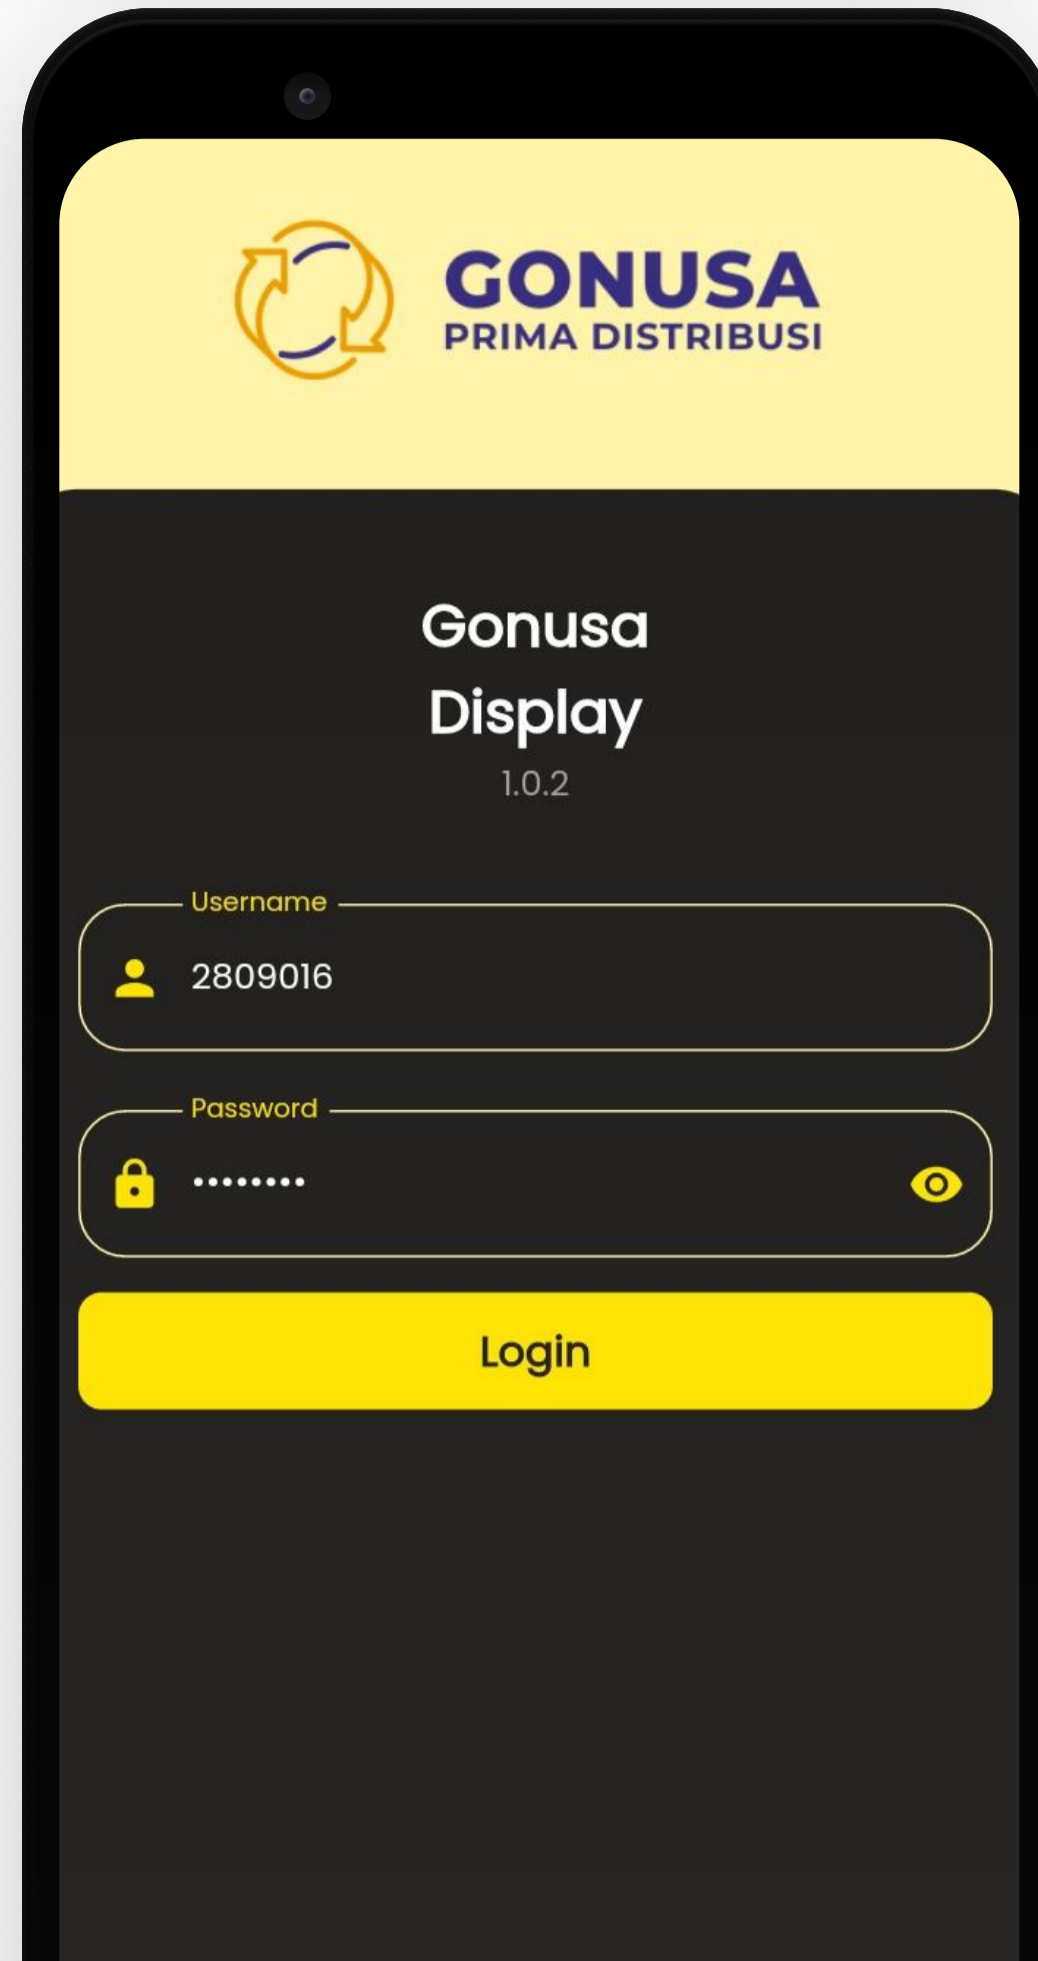 GONUSA
PRIMA DISTRIBUSI
Gonusa
Display
1.0.2
Username
2809016
Password
••••••••
Login